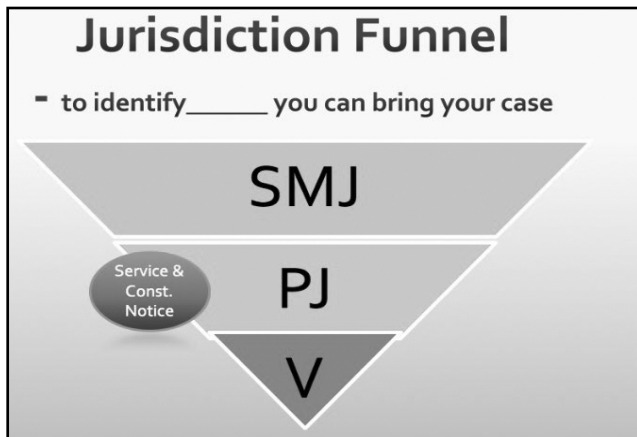 Jurisdiction Funnel
- to identify______ you can bring your case
SMJ
Service &
Const.
Notice
PJ
V